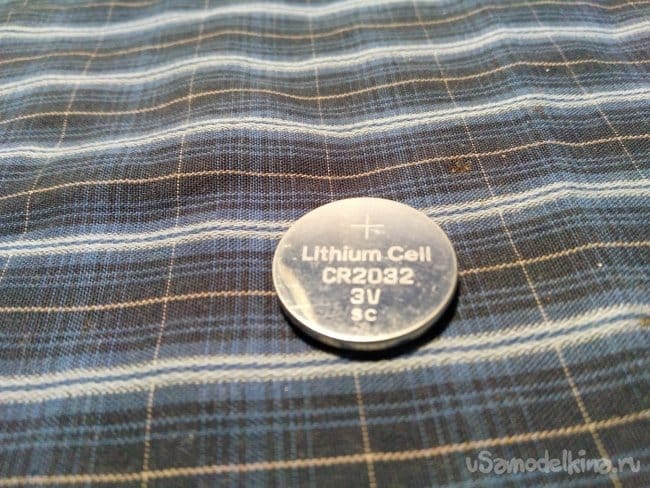 +
Lithium Cell
CR2032
3V
SC
uSamodelkina.ru